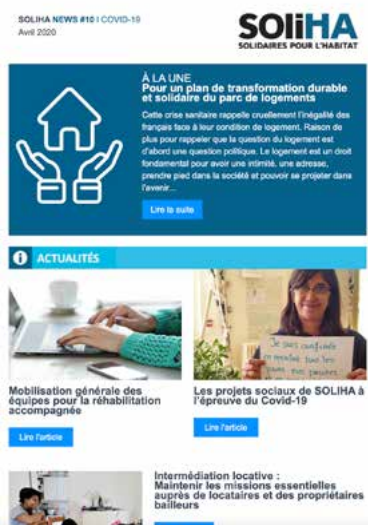 SOLIHA NEWS #10 I COVID-19
Avril 2020
SOLiHA
SOLIDAIRES POUR L'HABITAT
À LA UNE
Pour un plan de transformation durable
et solidaire du parc de logements
Cette crise sanitaire rappelle cruellement l'inégalité des
français face à leur condition de logement. Raison de
plus pour rappeler que la question du logement est
d'abord une question politique. Le logement est un droit
fondamental pour avoir une intimité, une adresse,
prendre pied dans la société et pouvoir se projeter dans
l'avenir...
Lire la suite
ACTUALITÉS
Je suis confinée
Mobilisation générale des
équipes pour la réhabilitation
accompagnée
Lire l'article
Les projets sociaux de SOLIHA à
l'épreuve du Covid-19
Lire l'article
Intermédiation locative :
Maintenir les missions essentielles
auprès de locataires et des propriétaires
bailleurs